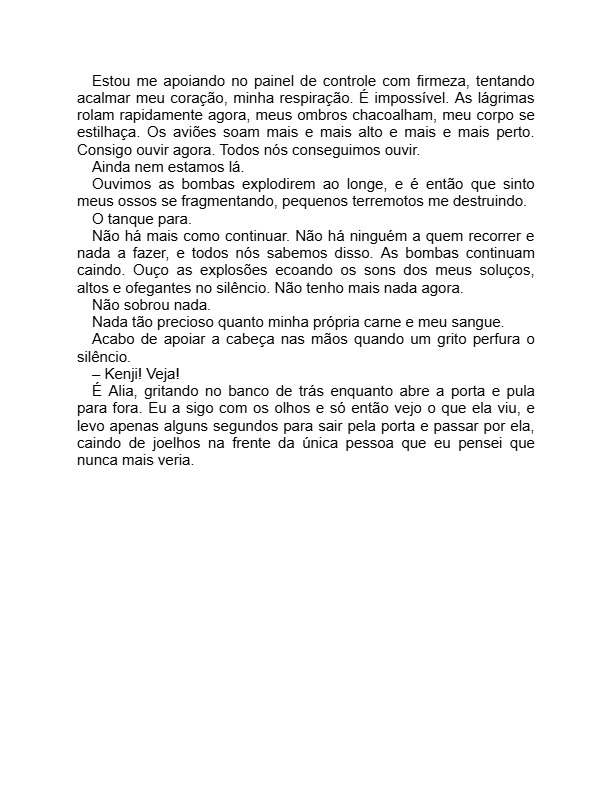 Estou me apoiando no painel de controle com firmeza, tentando
acalmar meu coração, minha respiração. É impossível. As lágrimas
rolam rapidamente agora, meus ombros chacoalham, meu corpo se
estilhaça. Os aviões soam mais e mais alto e mais e mais perto.
Consigo ouvir agora. Todos nós conseguimos ouvir.
Ainda nem estamos lá.
Ouvimos as bombas explodirem ao longe, e é então que sinto
meus ossos se fragmentando, pequenos terremotos me destruindo.
O tanque para.
Não há mais como continuar. Não há ninguém a quem recorrer e
nada a fazer, e todos nós sabemos disso. As bombas continuam
caindo. Ouço as explosões ecoando os sons dos meus soluços,
altos e ofegantes no silêncio. Não tenho mais nada agora.
Não sobrou nada.
Nada tão precioso quanto minha própria carne e meu sangue.
Acabo de apoiar a cabeça nas mãos quando um grito perfura o
silêncio.
– Kenji! Veja!
É Alia, gritando no banco de trás enquanto abre a porta e pula
para fora. Eu a sigo com os olhos e só então vejo o que ela viu, e
levo apenas alguns segundos para sair pela porta e passar por ela,
caindo de joelhos na frente da única pessoa que eu pensei que
nunca mais veria.